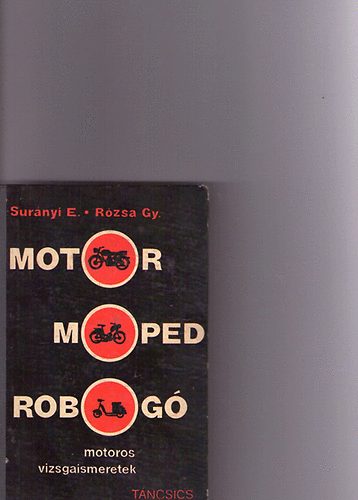 Surányi E. • Rózsa Gy.
MOTOR
MOPED
ROBOGÓ
motoros
vizsgaismeretek
TÁNCSICS